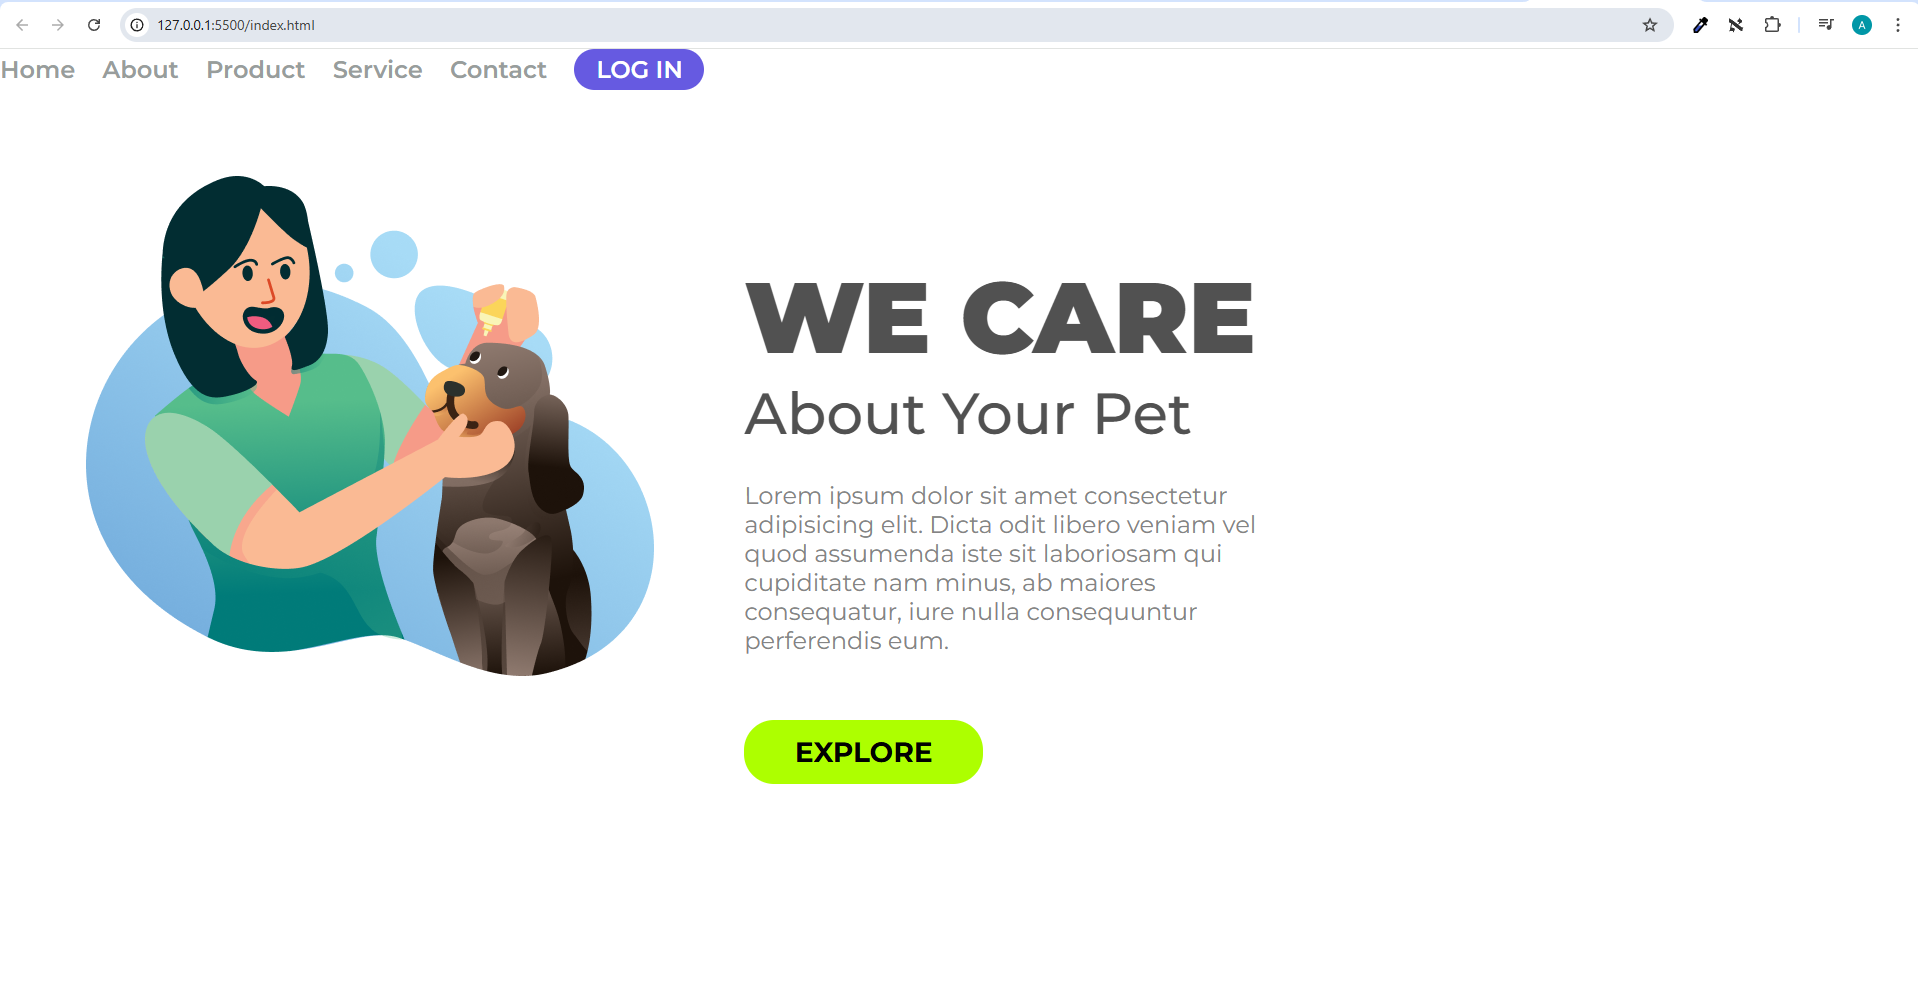 127.0.0.1:5500/index.html
A
Home About Product Service Contact LOG IN
WE CARE
About Your Pet
Lorem ipsum dolor sit amet consectetur
adipisicing elit. Dicta odit libero veniam vel
quod assumenda iste sit laboriosam qui
cupiditate nam minus, ab maiores
consequatur, iure nulla consequuntur
perferendis eum.
EXPLORE